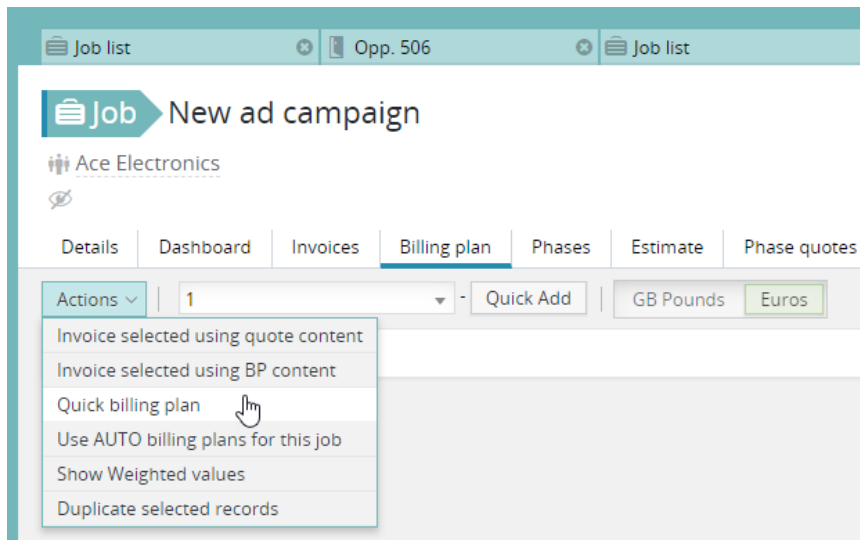 Job list Opp. 506 Job list
Job New ad campaign
Ace Electronics
Details Dashboard Invoices Billing plan Phases Estimate Phase quotes
Actions 1 - Quick Add GB Pounds Euros
Invoice selected using quote content
Invoice selected using BP content
Quick billing plan
Use AUTO billing plans for this job
Show Weighted values
Duplicate selected records